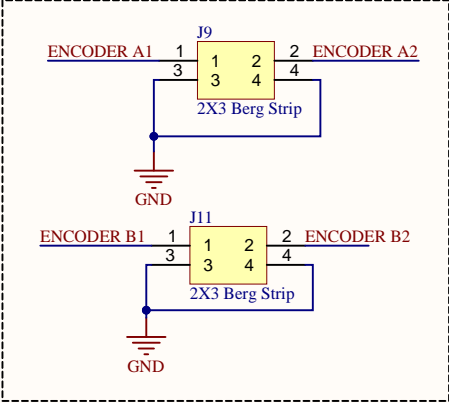 J9
ENCODER A1 1 1 2 2 ENCODER A2
3 3 4 4
2X3 Berg Strip
GND
J11
ENCODER B1 1 1 2 2 ENCODER B2
3 3 4 4
2X3 Berg Strip
GND